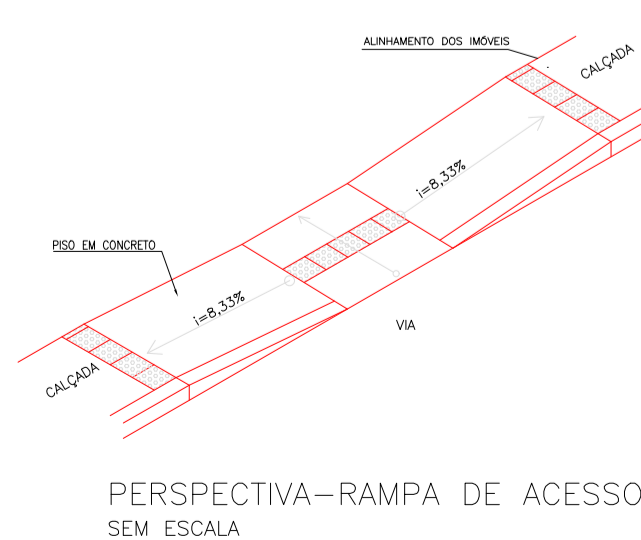 ALINHAMENTO DOS IMÓVEIS
CALÇADA
i=8,33%
PISO EM CONCRETO
i=8,33%
VIA
CALÇADA
PERSPECTIVA-RAMPA DE ACESSO
SEM ESCALA